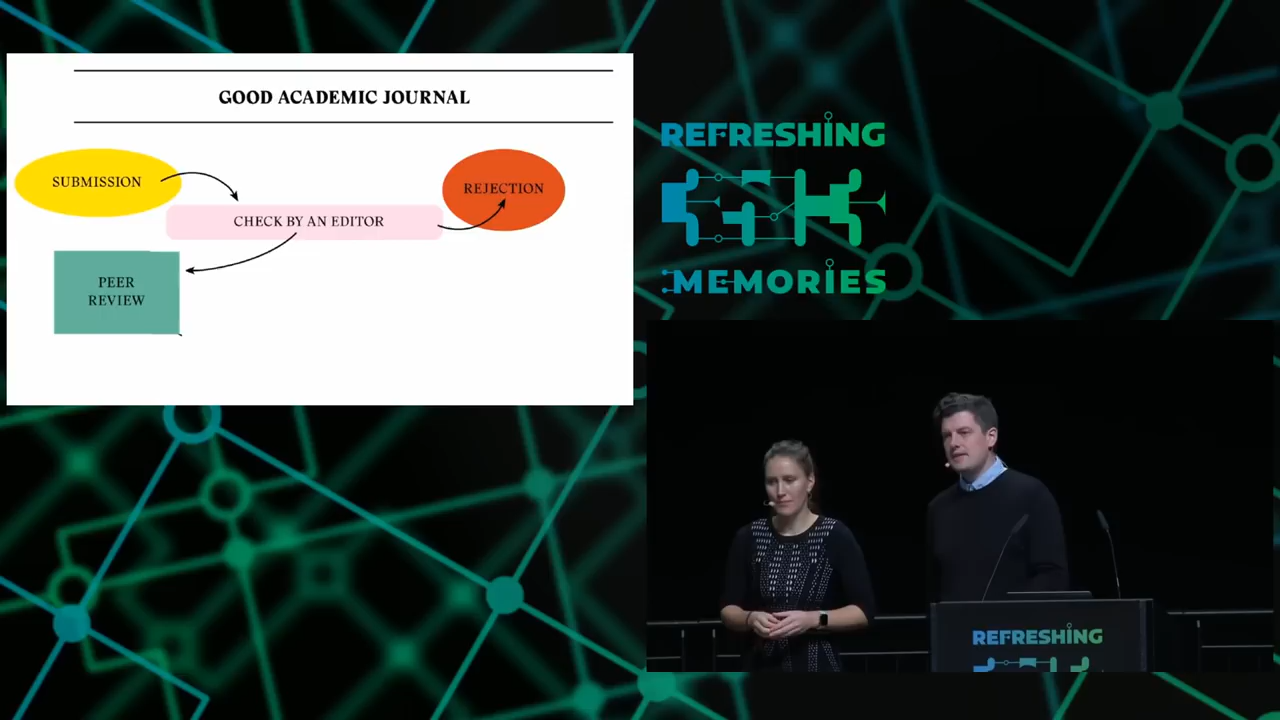 GOOD ACADEMIC JOURNAL
SUBMISSION
REJECTION
CHECK BY AN EDITOR
PEER
REVIEW
REFRESHING
MEMORIES
REFRESHING